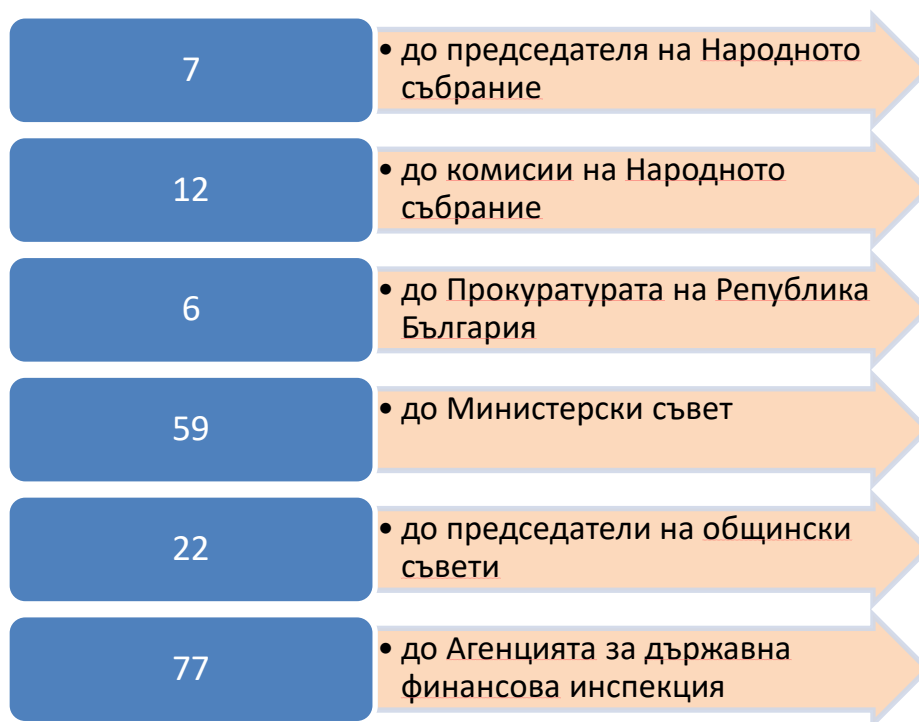 7
• до председателя на Народното
събрание
12
• до комисии на Народното
събрание
6
• до Прокуратурата на Република
България
59
• до Министерски съвет
22
• до председатели на общински
съвети
77
• до Агенцията за държавна
финансова инспекция